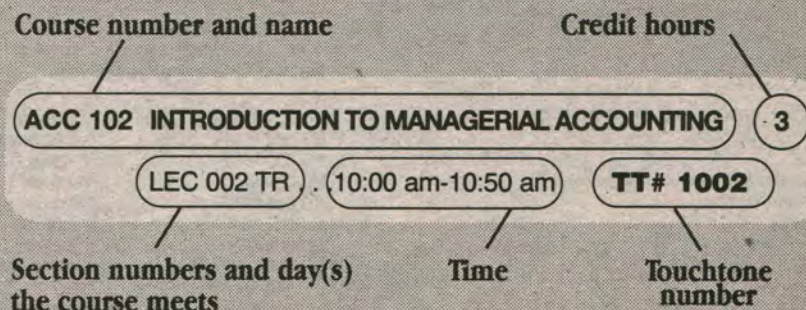 Course number and name Credit hours
ACC 102 INTRODUCTION TO MANAGERIAL ACCOUNTING 3
LEC 002 TR . . 10:00 am-10:50 am TT# 1002
Section numbers and day(s) Time Touchtone
the course meets number